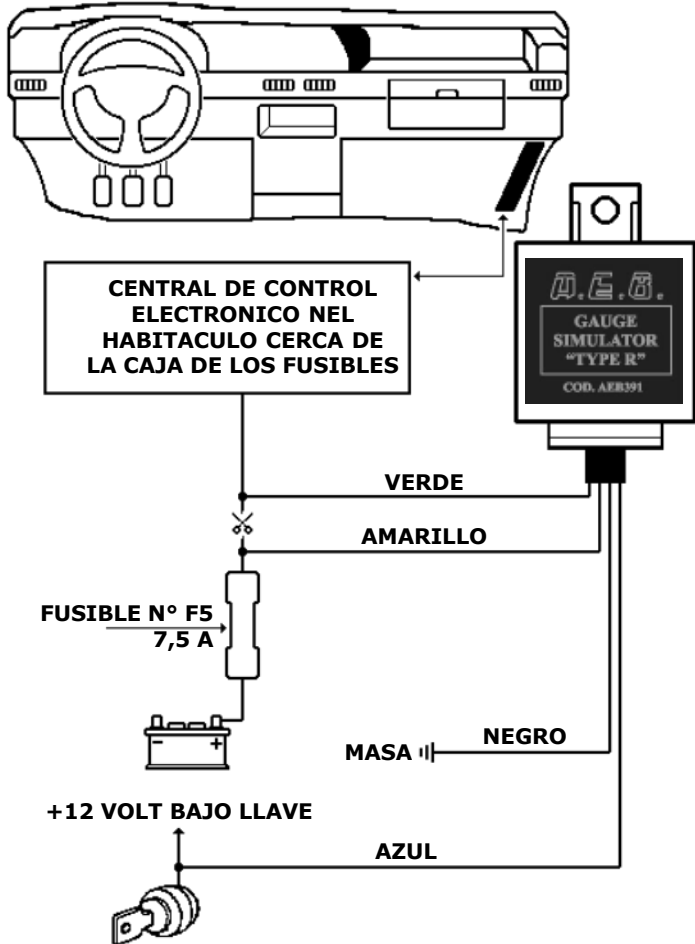 CENTRAL DE CONTROL
ELECTRONICO NEL
HABITACULO CERCA DE
LA CAJA DE LOS FUSIBLES
A.E.B.
GAUGE
SIMULATOR
“TYPE R”
COD. AEB391
VERDE
AMARILLO
FUSIBLE N° F5
7,5 A
- +
MASA
NEGRO
+12 VOLT BAJO LLAVE
AZUL